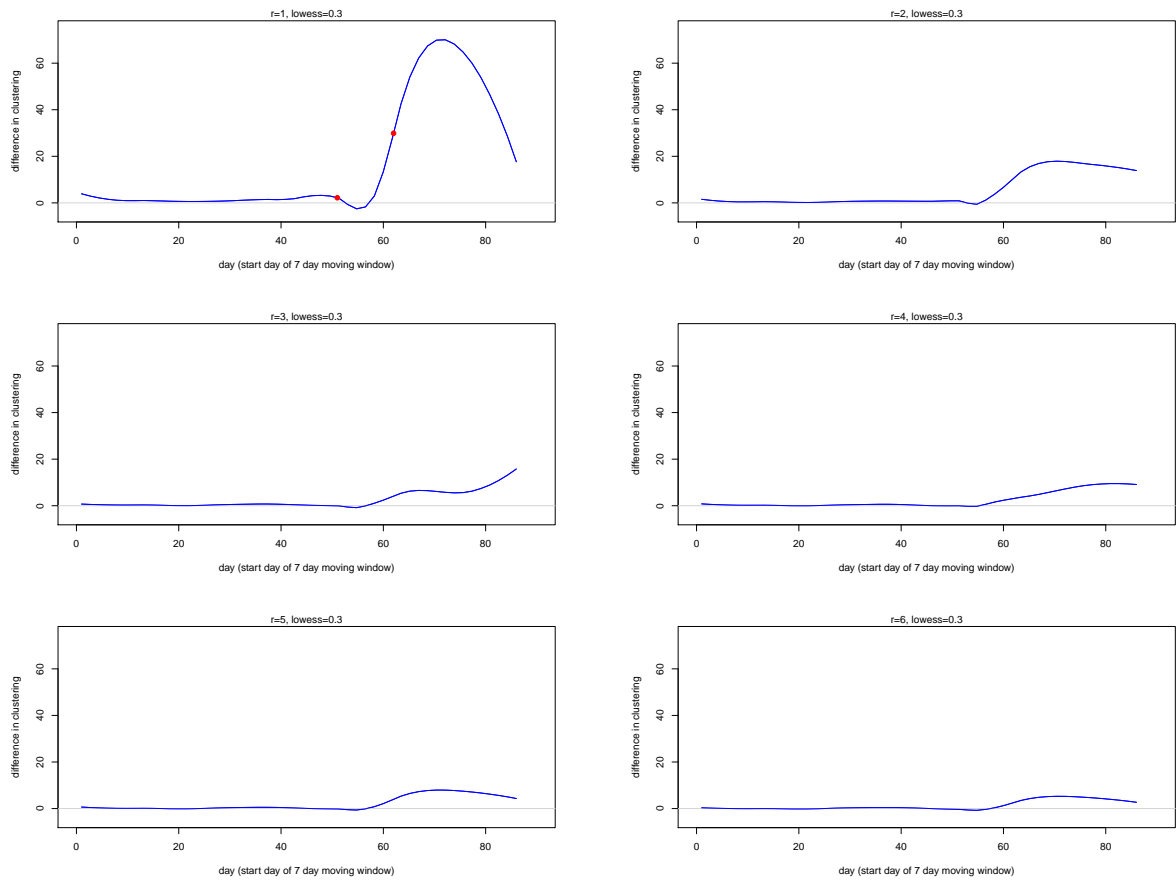 r=1, lowess=0.3
difference in clustering
0 20 40 60
0 20 40 60 80
day (start day of 7 day moving window)
r=2, lowess=0.3
difference in clustering
0 20 40 60
0 20 40 60 80
day (start day of 7 day moving window)
r=3, lowess=0.3
difference in clustering
0 20 40 60
0 20 40 60 80
day (start day of 7 day moving window)
r=4, lowess=0.3
difference in clustering
0 20 40 60
0 20 40 60 80
day (start day of 7 day moving window)
r=5, lowess=0.3
difference in clustering
0 20 40 60
0 20 40 60 80
day (start day of 7 day moving window)
r=6, lowess=0.3
difference in clustering
0 20 40 60
0 20 40 60 80
day (start day of 7 day moving window)